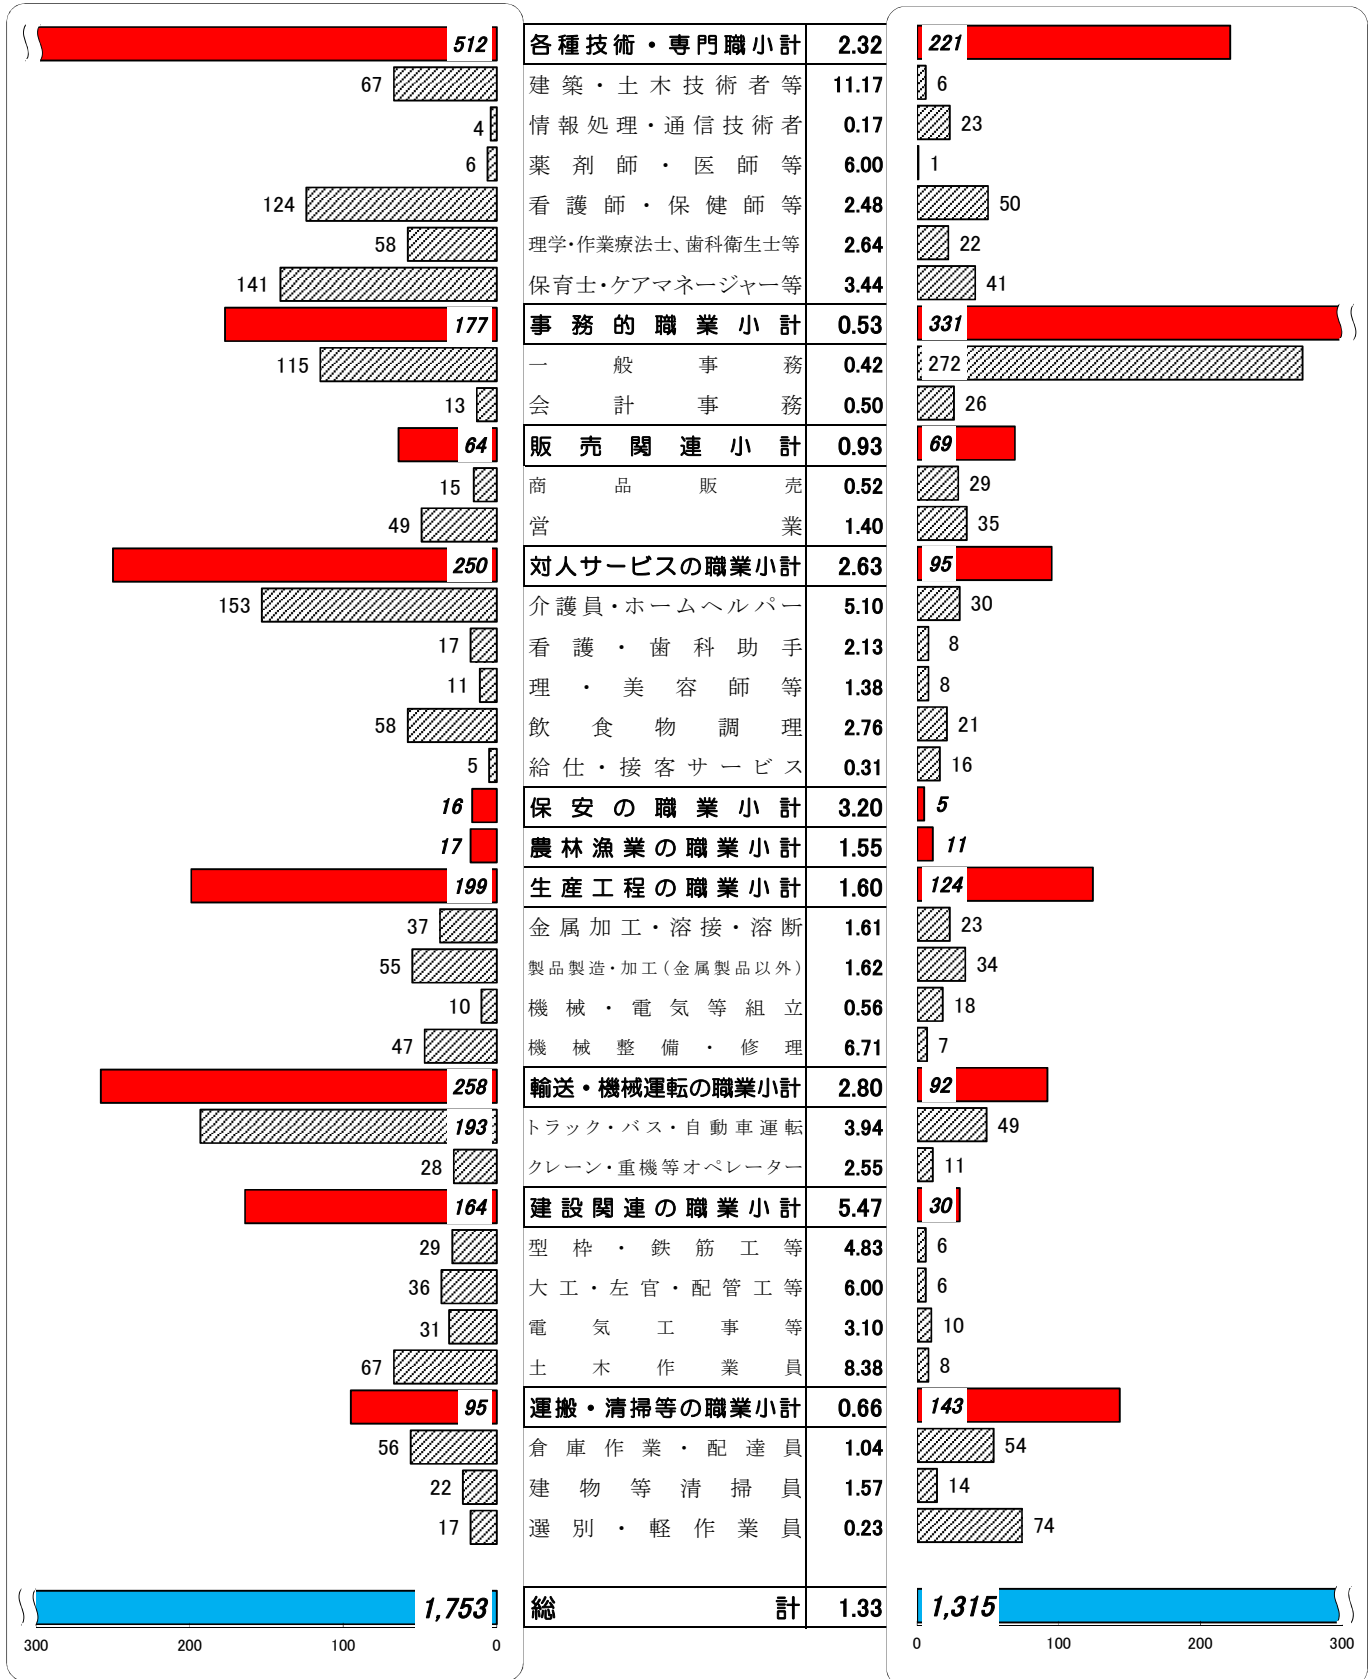 512 各種技術・専門職小計 2.32 221
67 建築・土木技術者等 11.17 6
4 情報処理・通信技術者 0.17 23
6 薬剤師・医師等 6.00 1
124 看護師・保健師等 2.48 50
58 理学・作業療法士、歯科衛生士等 2.64 22
141 保育士・ケアマネージャー等 3.44 41
177 事務的職業小計 0.53 331
115 一般事務 0.42 272
13 会計事務 0.50 26
64 販売関連小計 0.93 69
15 商品販売 0.52 29
49 営業 1.40 35
250 対人サービスの職業小計 2.63 95
153 介護員・ホームヘルパー 5.10 30
17 看護・歯科助手 2.13 8
11 理・美容師等 1.38 8
58 飲食物調理 2.76 21
5 給仕・接客サービス 0.31 16
16 保安の職業小計 3.20 5
17 農林漁業の職業小計 1.55 11
199 生産工程の職業小計 1.60 124
37 金属加工・溶接・溶断 1.61 23
55 製品製造・加工(金属製品以外) 1.62 34
10 機械・電気等組立 0.56 18
47 機械整備・修理 6.71 7
258 輸送・機械運転の職業小計 2.80 92
193 トラック・バス・自動車運転 3.94 49
28 クレーン・重機等オペレーター 2.55 11
164 建設関連の職業小計 5.47 30
29 型枠・鉄筋工等 4.83 6
36 大工・左官・配管工等 6.00 6
31 電気工事等 3.10 10
67 土木作業員 8.38 8
95 運搬・清掃等の職業小計 0.66 143
56 倉庫作業・配達員 1.04 54
22 建物等清掃員 1.57 14
17 選別・軽作業員 0.23 74
1,753 総計 1.33 1,315
300 200 100 0 0 100 200 300